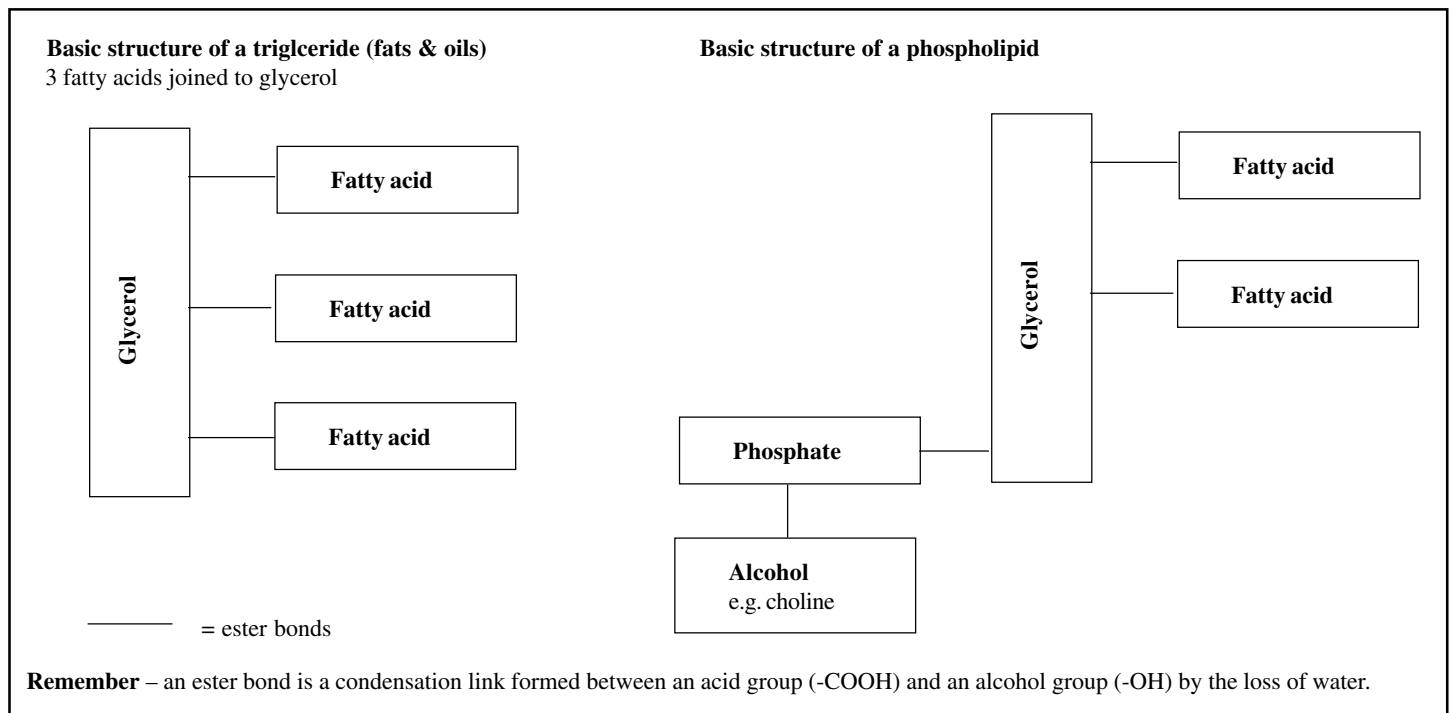 Basic structure of a triglceride (fats & oils)
3 fatty acids joined to glycerol
Glycerol
Fatty acid
Fatty acid
Fatty acid
= ester bonds
Basic structure of a phospholipid
Glycerol
Fatty acid
Fatty acid
Phosphate
Alcohol
e.g. choline
Remember – an ester bond is a condensation link formed between an acid group (-COOH) and an alcohol group (-OH) by the loss of water.